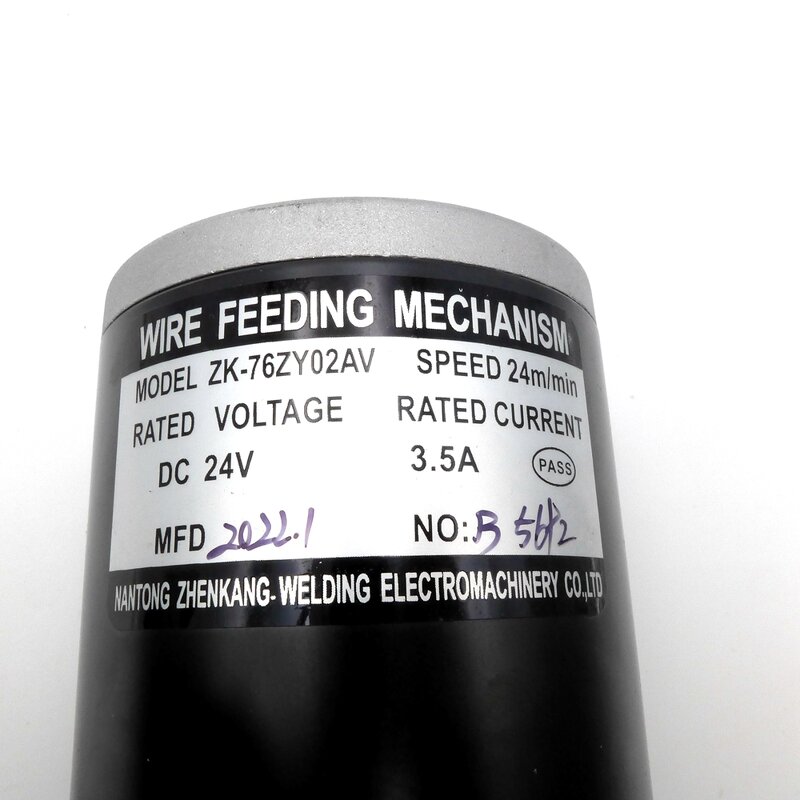 WIRE FEEDING MECHANISM
MODEL ZK-76ZY02AV SPEED 24m/min
RATED VOLTAGE RATED CURRENT
DC 24V 3.5A PASS
MFD 2022.1 NO:
NANTONG ZHENKANG-WELDING ELECTROMACHINERY CO.,LTD